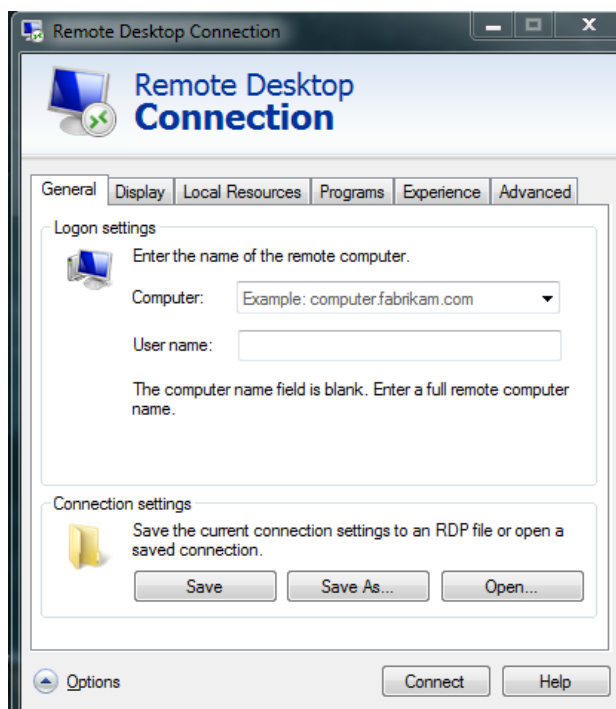 Remote Desktop Connection
Remote Desktop
Connection
General Display Local Resources Programs Experience Advanced
Logon settings
Enter the name of the remote computer.
Computer: Example: computer.fabrikam.com
User name:
The computer name field is blank. Enter a full remote computer
name.
Connection settings
Save the current connection settings to an RDP file or open a
saved connection.
Save Save As... Open...
Options Connect Help